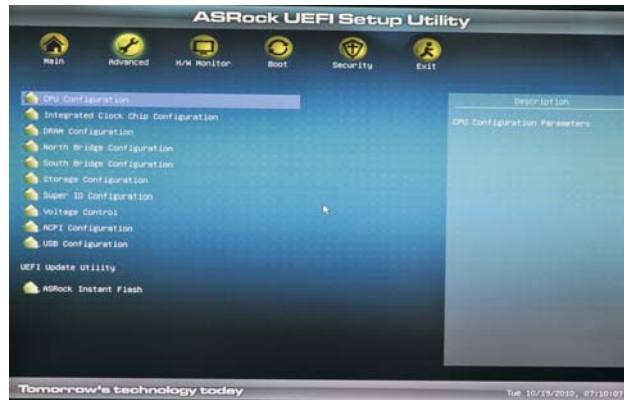 ASRock UEFI Setup Utility
Main Advanced H/W Monitor Boot Security Exit
CPU Configuration
Integrated Clock Chip Configuration
DRAM Configuration
North Bridge Configuration
South Bridge Configuration
Storage Configuration
Super IO Configuration
Voltage Control
ACPI Configuration
USB Configuration
UEFI Update Utility
ASRock Instant Flash
Description
CPU Configuration Parameters
Tomorrow's technology today
Tue 10/19/2010, 07:10:07